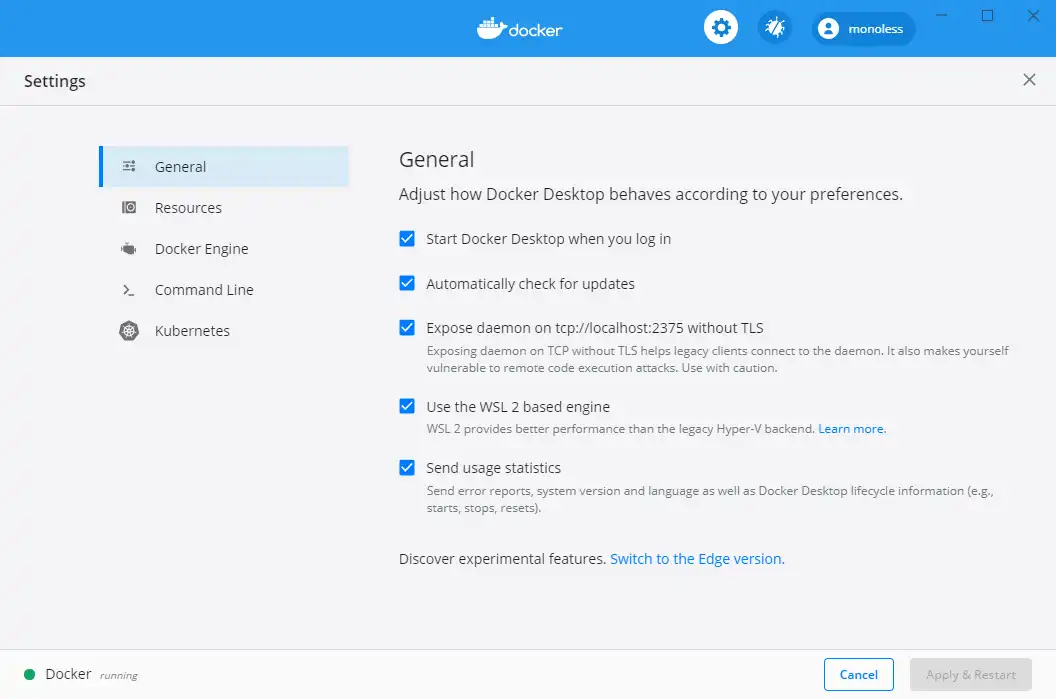 docker
monoless
Settings
General
Resources
Docker Engine
Command Line
Kubernetes
General
Adjust how Docker Desktop behaves according to your preferences.
Start Docker Desktop when you log in
Automatically check for updates
Expose daemon on tcp://localhost:2375 without TLS
Exposing daemon on TCP without TLS helps legacy clients connect to the daemon. It also makes yourself
vulnerable to remote code execution attacks. Use with caution.
Use the WSL 2 based engine
WSL 2 provides better performance than the legacy Hyper-V backend. Learn more.
Send usage statistics
Send error reports, system version and language as well as Docker Desktop lifecycle information (e.g.,
starts, stops, resets).
Discover experimental features. Switch to the Edge version.
Docker running
Cancel
Apply & Restart